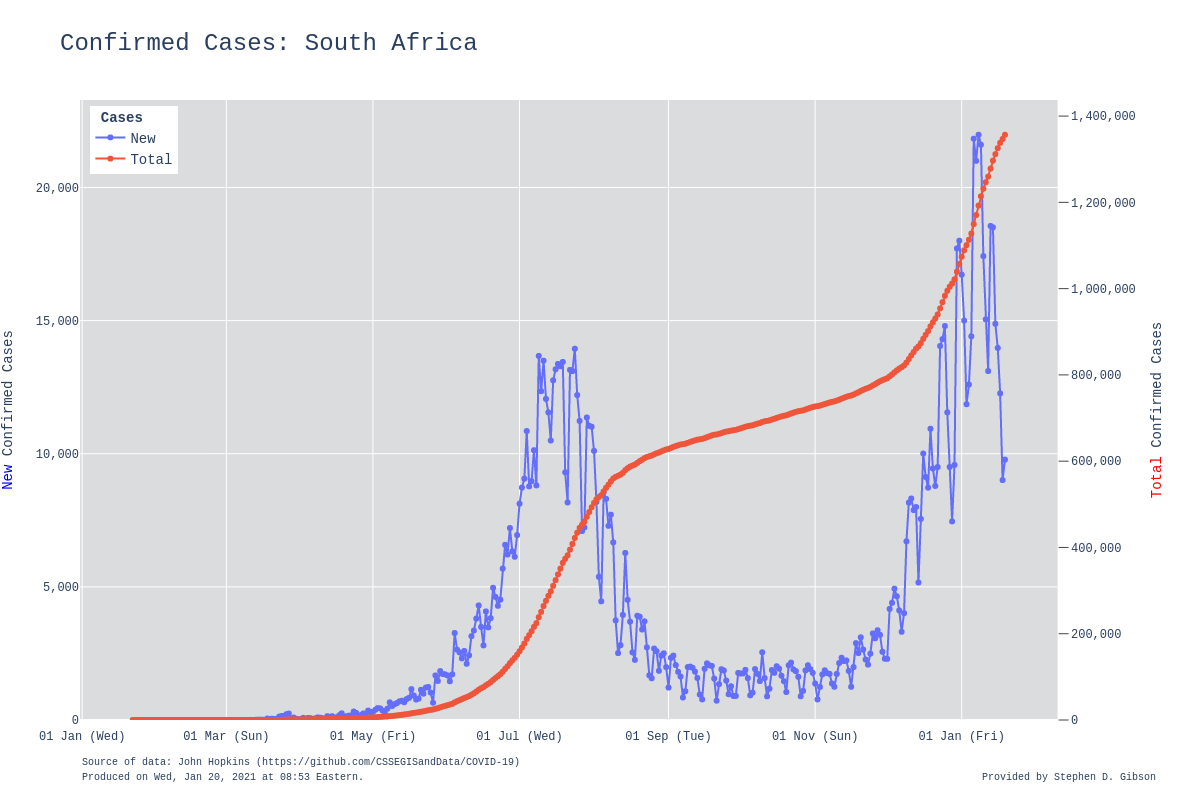 Confirmed Cases: South Africa
Cases
New
Total
New Confirmed Cases
20,000
15,000
10,000
5,000
0
1,400,000
1,200,000
1,000,000
800,000
600,000
400,000
200,000
0
Total Confirmed Cases
01 Jan (Wed)
01 Mar (Sun)
01 May (Fri)
01 Jul (Wed)
01 Sep (Tue)
01 Nov (Sun)
01 Jan (Fri)
Source of data: John Hopkins (https://github.com/CSSEGISandData/COVID-19)
Produced on Wed, Jan 20, 2021 at 08:53 Eastern.
Provided by Stephen D. Gibson